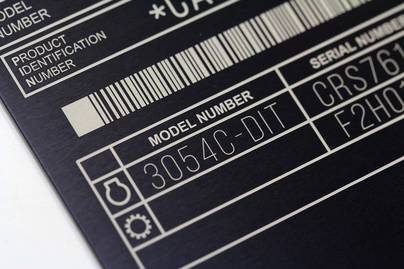 MODEL
NUMBER
*CA
PRODUCT
IDENTIFICATION
NUMBER
MODEL NUMBER
SERIAL NUMBER
3054C-DIT
CRS761
F2H0